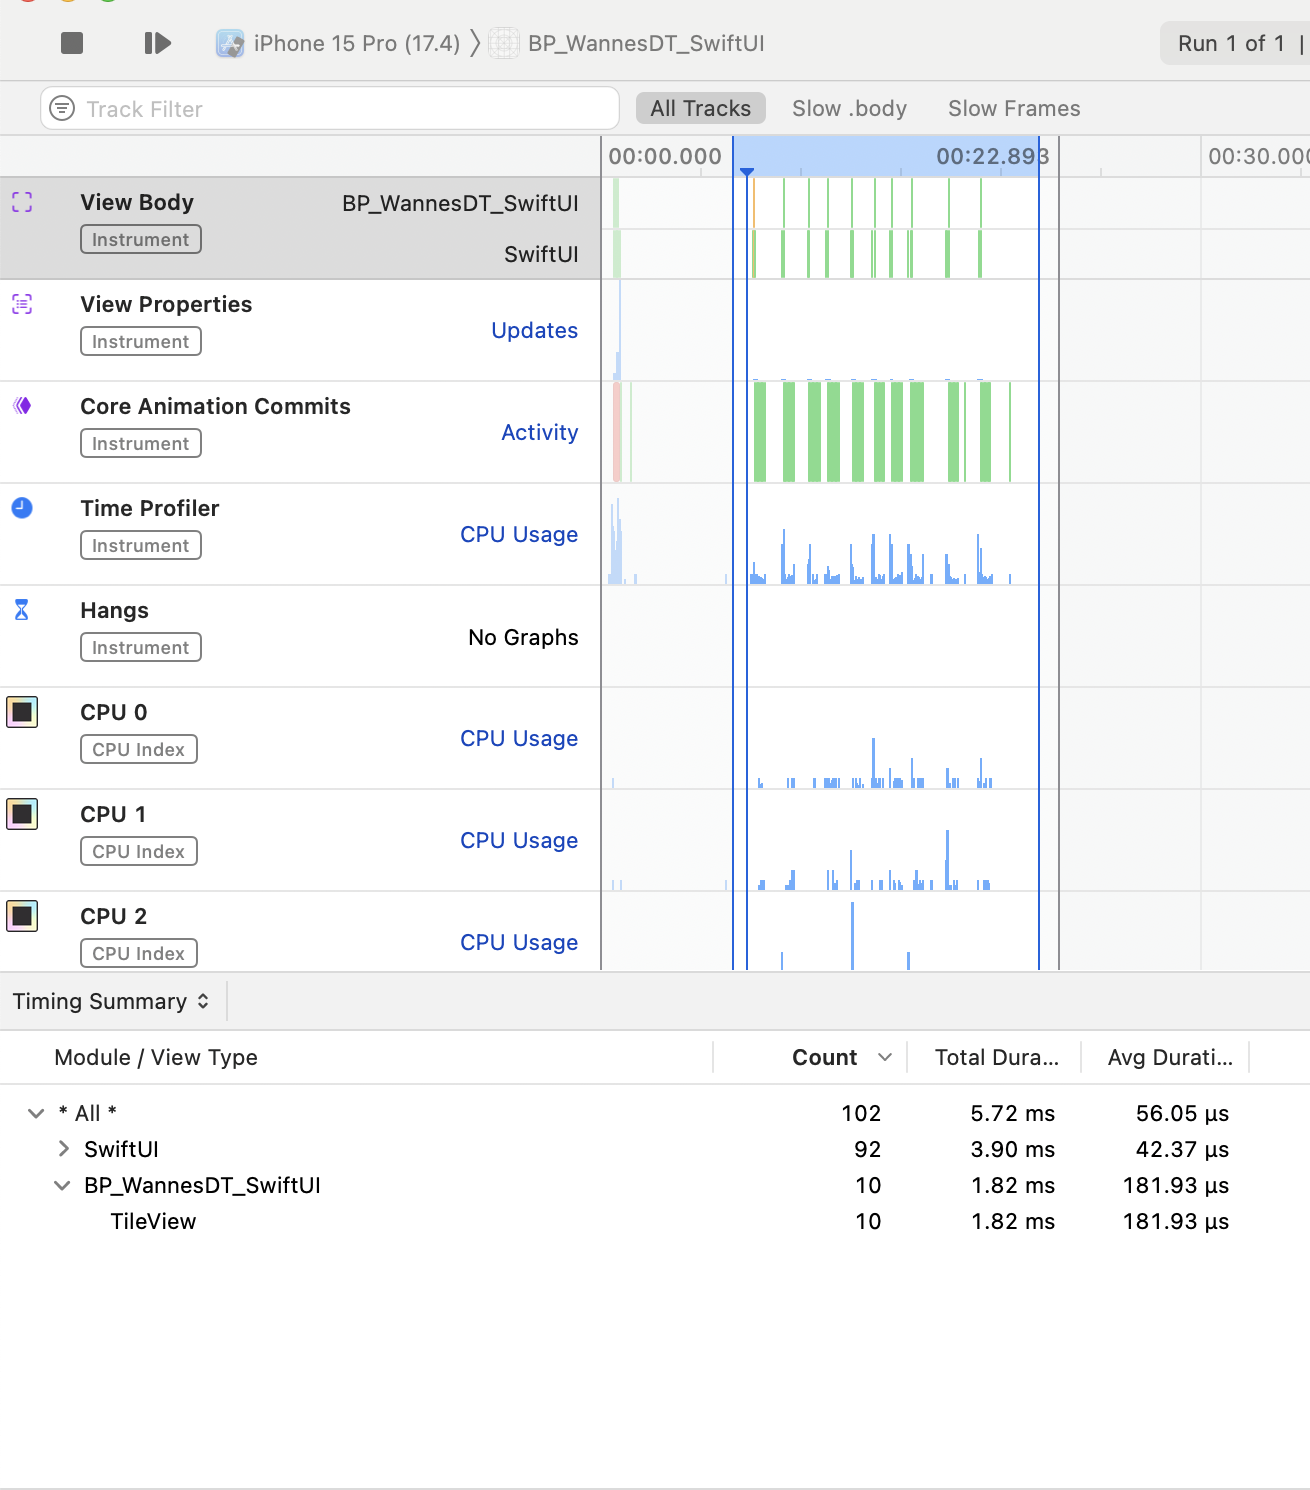 iPhone 15 Pro (17.4) 〉 BP_WannesDT_SwiftUI Run 1 of 1 |
Track Filter All Tracks Slow .body Slow Frames
00:00.000 00:22.893 00:30.000
View Body BP_WannesDT_SwiftUI
Instrument
SwiftUI
View Properties
Instrument Updates
Core Animation Commits
Instrument Activity
Time Profiler
Instrument CPU Usage
Hangs
Instrument No Graphs
CPU 0
CPU Index CPU Usage
CPU 1
CPU Index CPU Usage
CPU 2
CPU Index CPU Usage
Timing Summary
Module / View Type Count Total Dura... Avg Durati...
* All * 102 5.72 ms 56.05 µs
SwiftUI 92 3.90 ms 42.37 µs
BP_WannesDT_SwiftUI 10 1.82 ms 181.93 µs
TileView 10 1.82 ms 181.93 µs